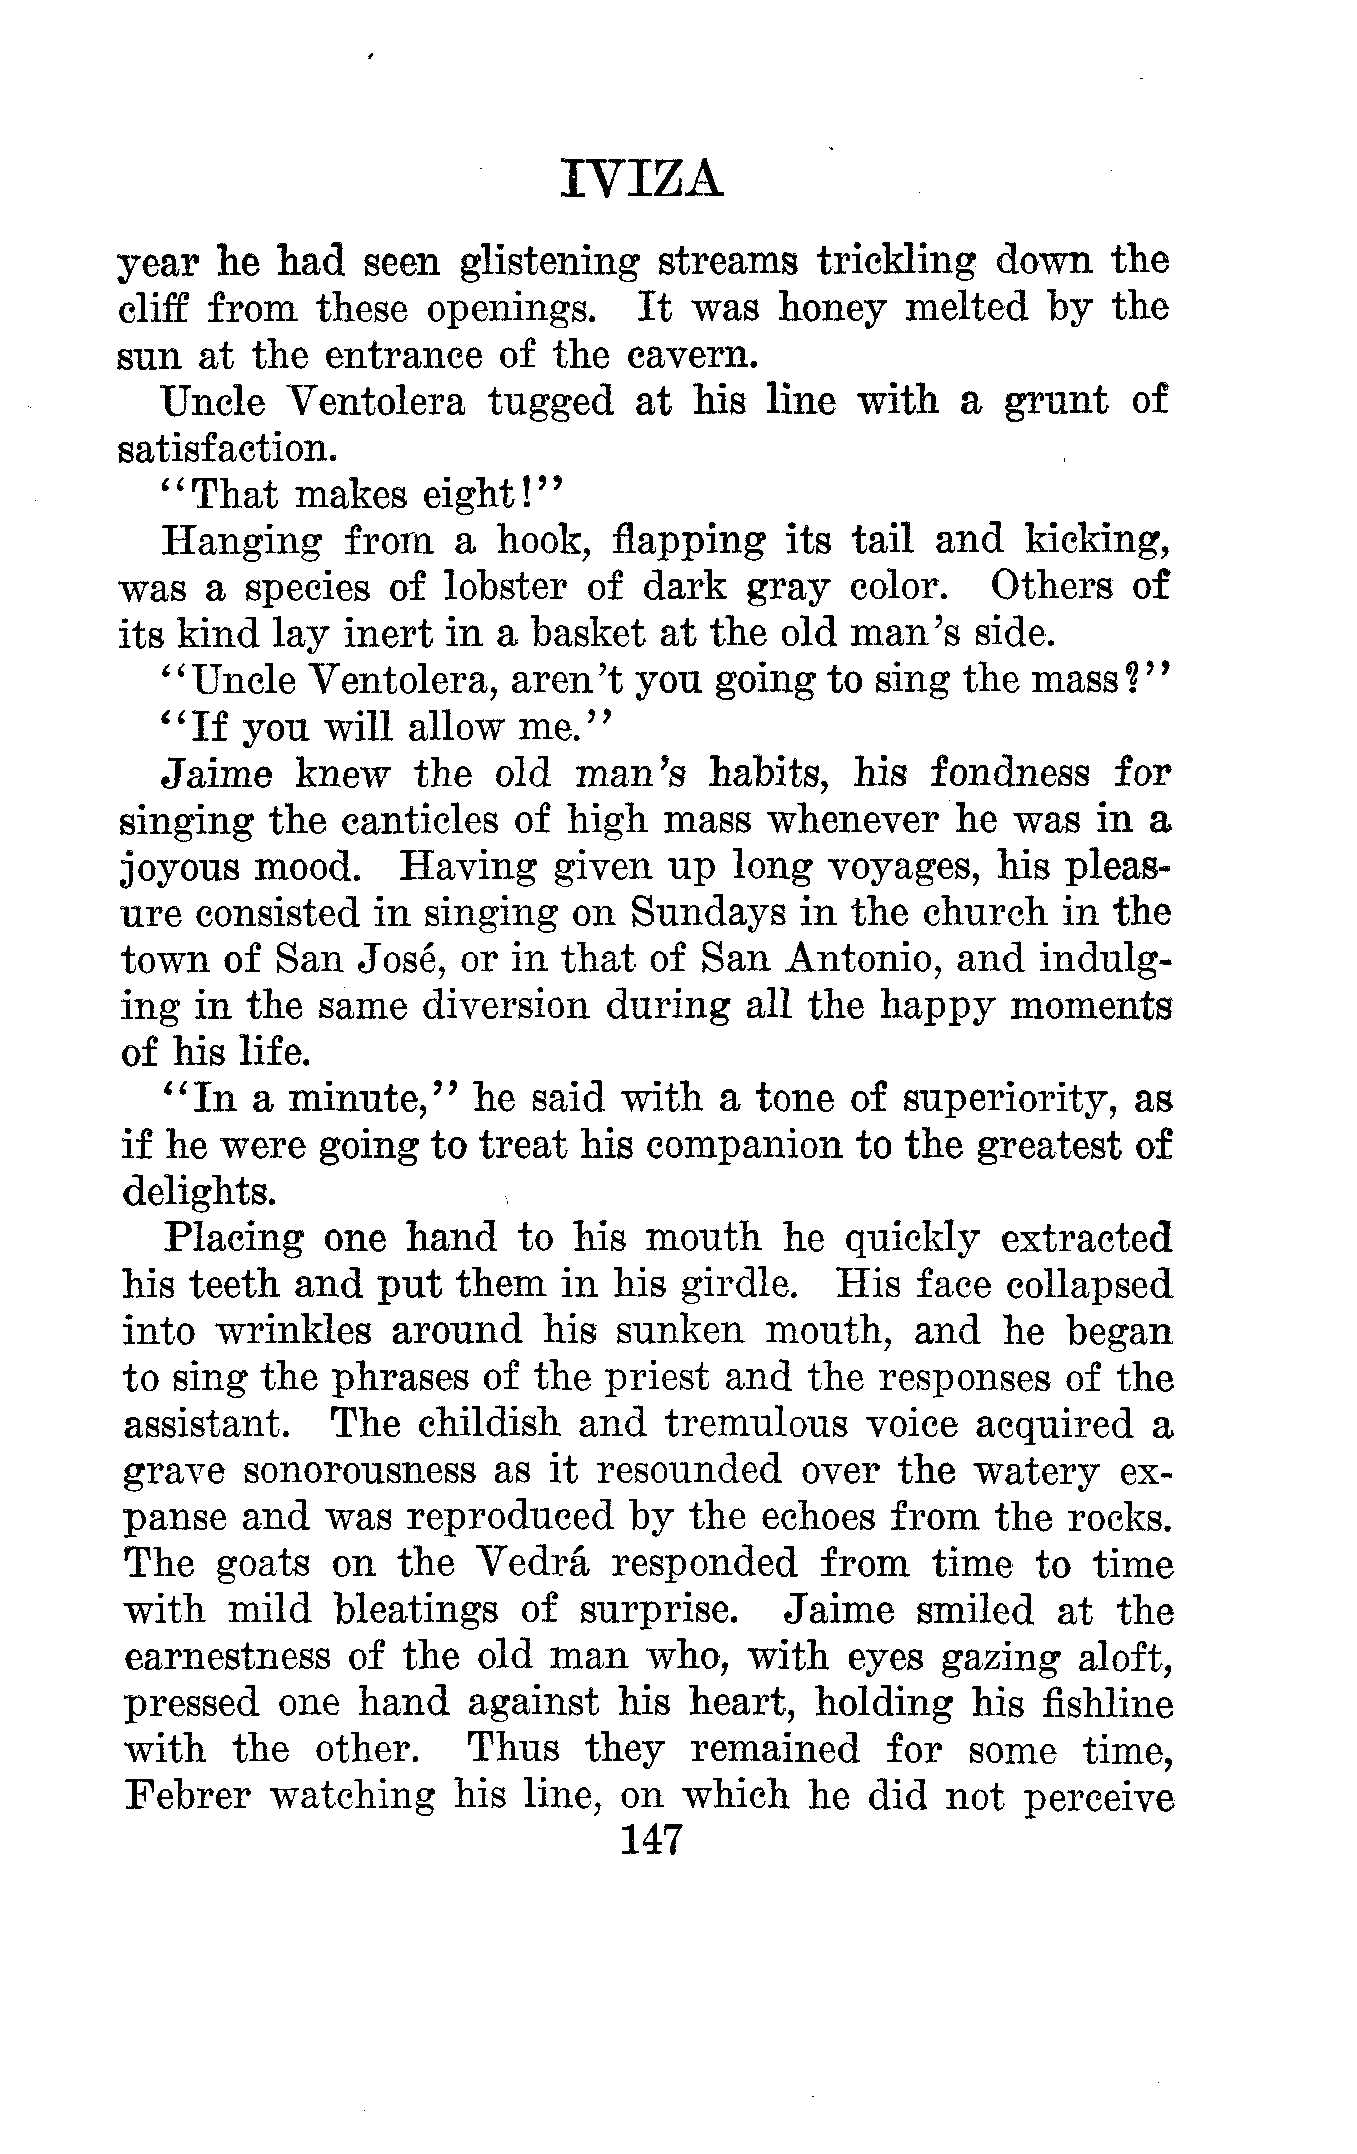 IVIZA
year he had seen glistening streams trickling down the
cliff from these openings. It was honey melted by the
sun at the entrance of the cavern.
Uncle Ventolera tugged at his line with a grunt of
satisfaction.
"That makes eight!"
Hanging from a hook, flapping its tail and kicking,
was a species of lobster of dark gray color. Others of
its kind lay inert in a basket at the old man's side.
"Uncle Ventolera, aren't you going to sing the mass?"
"If you will allow me."
Jaime knew the old man's habits, his fondness for
singing the canticles of high mass whenever he was in a
joyous mood. Having given up long voyages, his pleas-
ure consisted in singing on Sundays in the church in the
town of San José, or in that of San Antonio, and indulg-
ing in the same diversion during all the happy moments
of his life.
"In a minute," he said with a tone of superiority, as
if he were going to treat his companion to the greatest of
delights.
Placing one hand to his mouth he quickly extracted
his teeth and put them in his girdle. His face collapsed
into wrinkles around his sunken mouth, and he began
to sing the phrases of the priest and the responses of the
assistant. The childish and tremulous voice acquired a
grave sonorousness as it resounded over the watery ex-
panse and was reproduced by the echoes from the rocks.
The goats on the Vedrá responded from time to time
with mild bleatings of surprise. Jaime smiled at the
earnestness of the old man who, with eyes gazing aloft,
pressed one hand against his heart, holding his fishline
with the other. Thus they remained for some time,
Febrer watching his line, on which he did not perceive
147